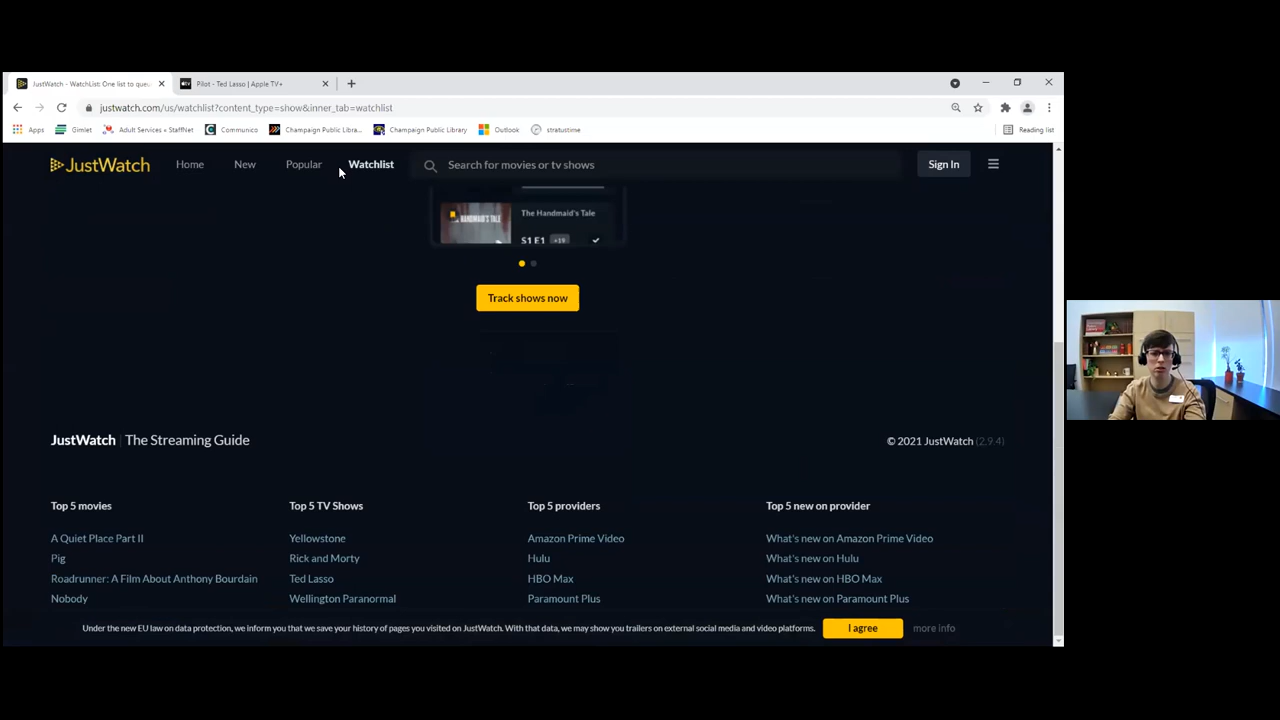 JustWatch - WatchList: One list to que
Pilot - Ted Lasso | Apple TV+
justwatch.com/us/watchlist?content_type=show&inner_tab=watchlist
Apps Gimlet Adult Services » StaffNet Communico Champaign Public Libra... Champaign Public Library Outlook stratustime Reading list
JustWatch Home New Popular Watchlist Search for movies or tv shows Sign In
The Handmaid's Tale
S1 E1 +19
Track shows now
JustWatch | The Streaming Guide © 2021 JustWatch (2.9.4)
Top 5 movies Top 5 TV Shows Top 5 providers Top 5 new on provider
A Quiet Place Part II Yellowstone Amazon Prime Video What's new on Amazon Prime Video
Pig Rick and Morty Hulu What's new on Hulu
Roadrunner: A Film About Anthony Bourdain Ted Lasso HBO Max What's new on HBO Max
Nobody Wellington Paranormal Paramount Plus What's new on Paramount Plus
Under the new EU law on data protection, we inform you that we save your history of pages you visited on JustWatch. With that data, we may show you trailers on external social media and video platforms. I agree more info